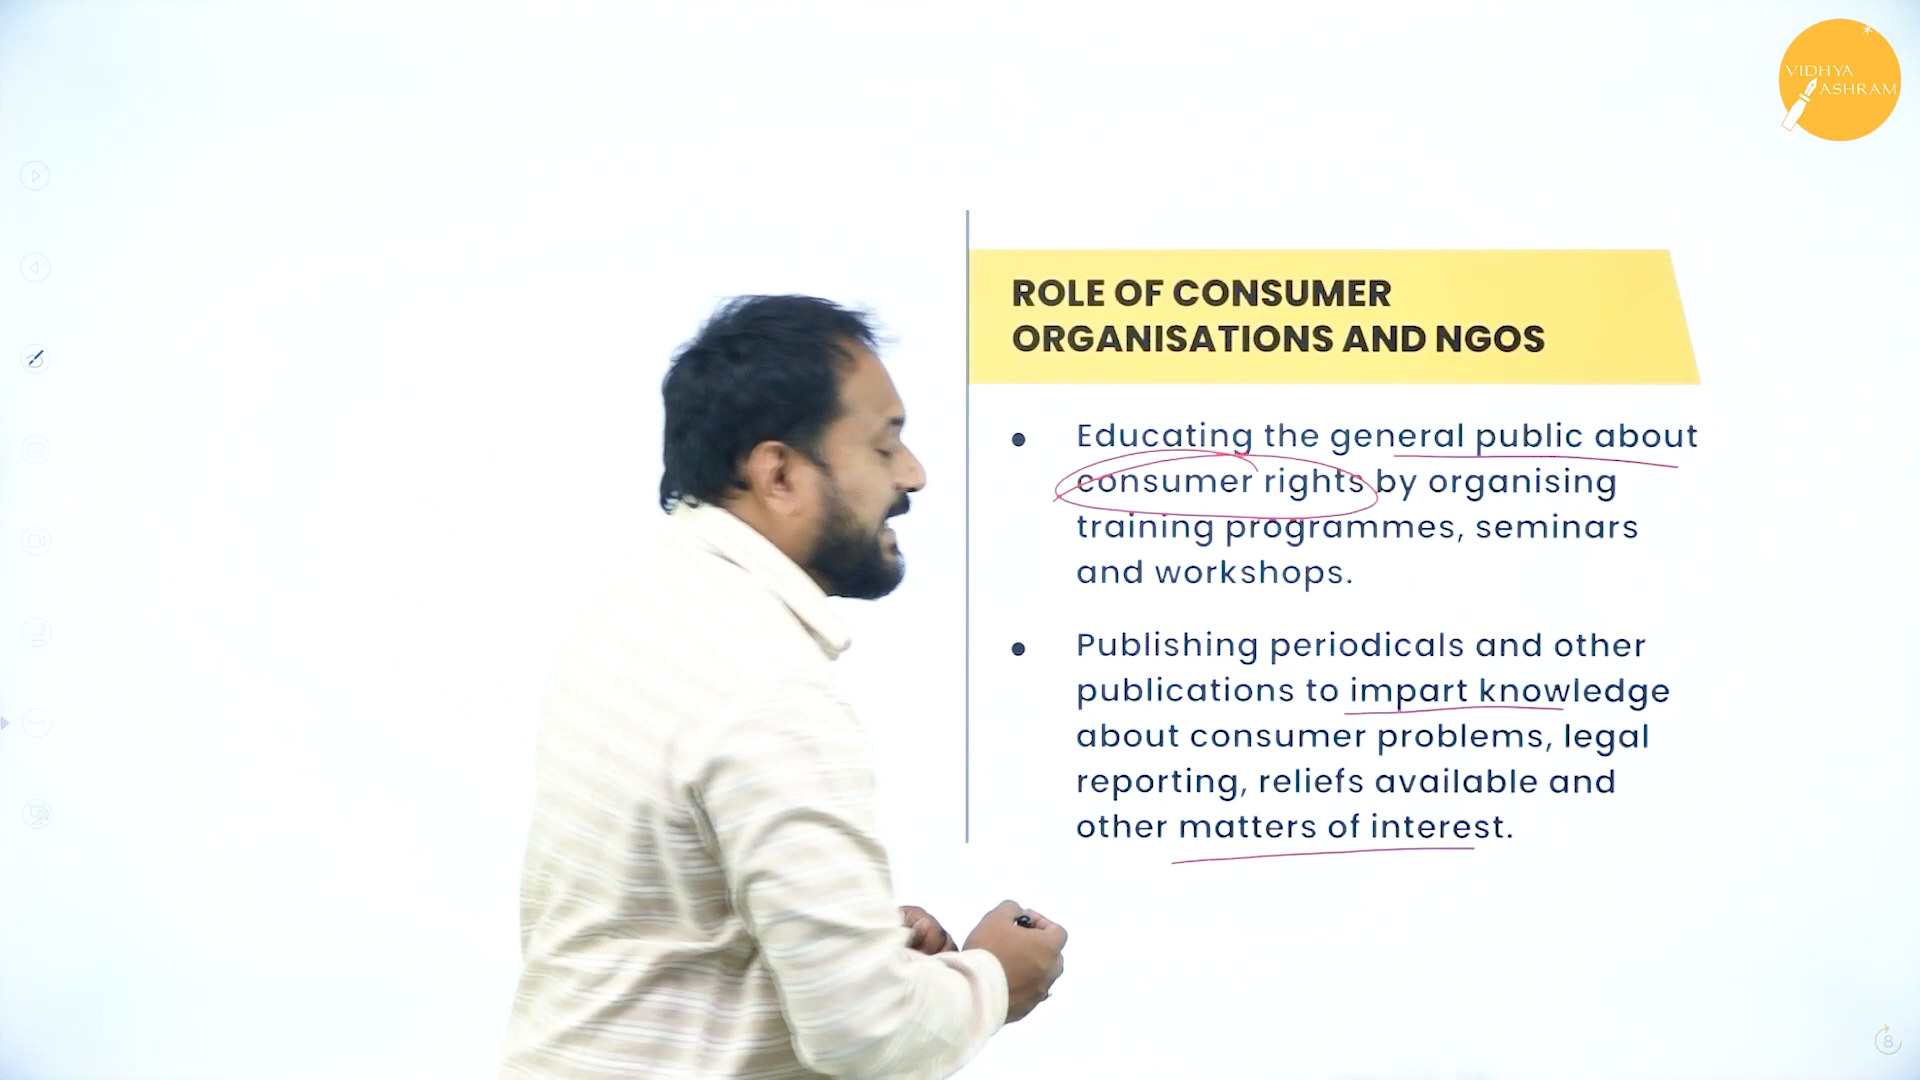 VIDHYA
ASHRAM
ROLE OF CONSUMER
ORGANISATIONS AND NGOS
• Educating the general public about
consumer rights by organising
training programmes, seminars
and workshops.
• Publishing periodicals and other
publications to impart knowledge
about consumer problems, legal
reporting, reliefs available and
other matters of interest.
8